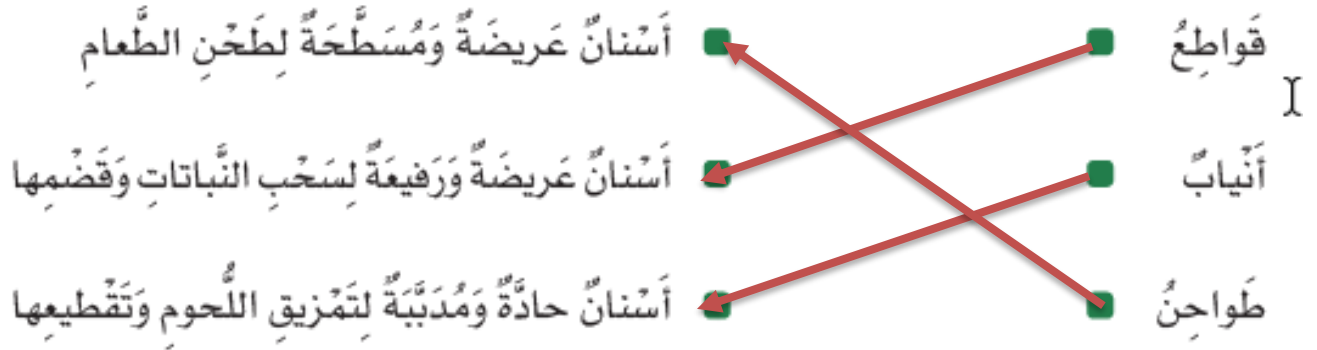 قَواطِعُ أَسْنانٌ عَريضَةٌ وَمُسَطَّحَةٌ لِطَحْنِ الطَّعامِ
أَنْيابٌ أَسْنانٌ عَريضَةٌ وَرَفيعَةٌ لِسَحْبِ النَّباتاتِ وَقَضْمِها
طَواحِنُ أَسْنانٌ حادَّةٌ وَمُدَبَّبَةٌ لِتَمْزيقِ اللُّحومِ وَتَقْطيعِها